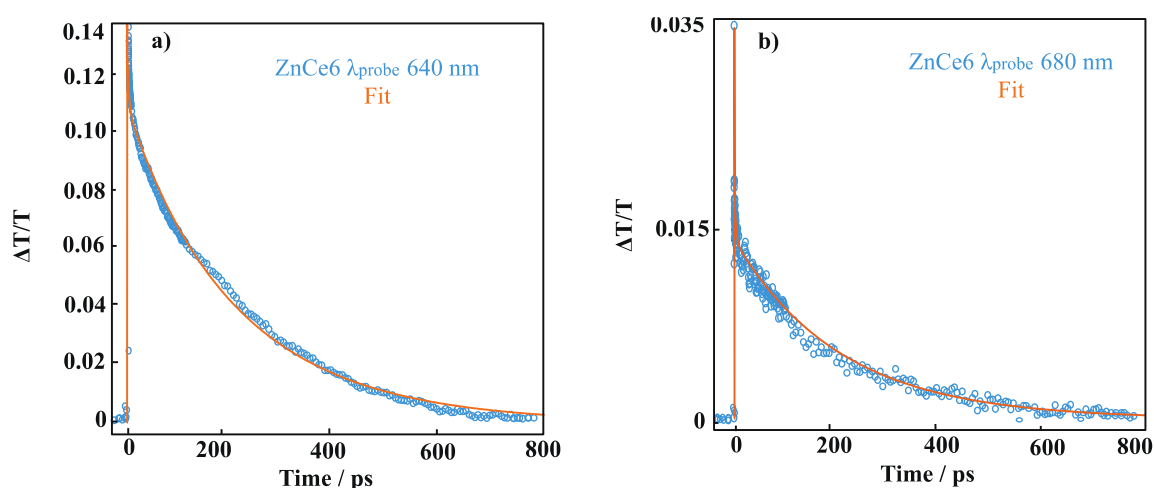 a)
ZnCe6 λprobe 640 nm
Fit
0.14
0.12
0.10
0.08
0.06
0.04
0.02
0
ΔT/T
0 200 400 600 800
Time / ps
b)
ZnCe6 λprobe 680 nm
Fit
0.035
0.015
0
ΔT/T
0 200 400 600 800
Time / ps